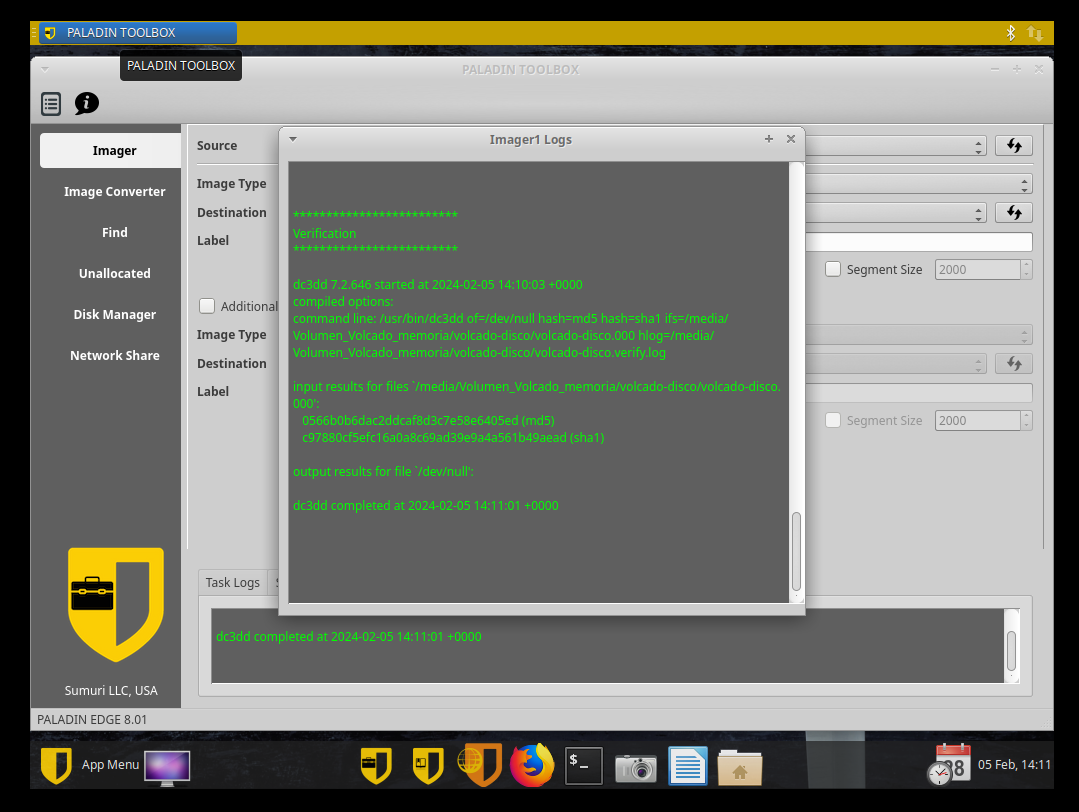 PALADIN TOOLBOX
PALADIN TOOLBOX
PALADIN TOOLBOX
Imager
Image Converter
Find
Unallocated
Disk Manager
Network Share
Sumuri LLC, USA
Source
Image Type
Destination
Label
Segment Size
2000
Additional
Image Type
Destination
Label
Segment Size
2000
Imager1 Logs
*************************
Verification
*************************
dc3dd 7.2.646 started at 2024-02-05 14:10:03 +0000
compiled options:
command line: /usr/bin/dc3dd of=/dev/null hash=md5 hash=sha1 ifs=/media/
Volumen_Volcado_memoria/volcado-disco/volcado-disco.000 hlog=/media/
Volumen_Volcado_memoria/volcado-disco/volcado-disco.verify.log
input results for files `/media/Volumen_Volcado_memoria/volcado-disco/volcado-disco.
000':
0566b0b6dac2ddcaf8d3c7e58e6405ed (md5)
c97880cf5efc16a0a8c69ad39e9a4a561b49aead (sha1)
output results for file `/dev/null':
dc3dd completed at 2024-02-05 14:11:01 +0000
Task Logs
dc3dd completed at 2024-02-05 14:11:01 +0000
PALADIN EDGE 8.01
App Menu
$_
05 Feb, 14:11